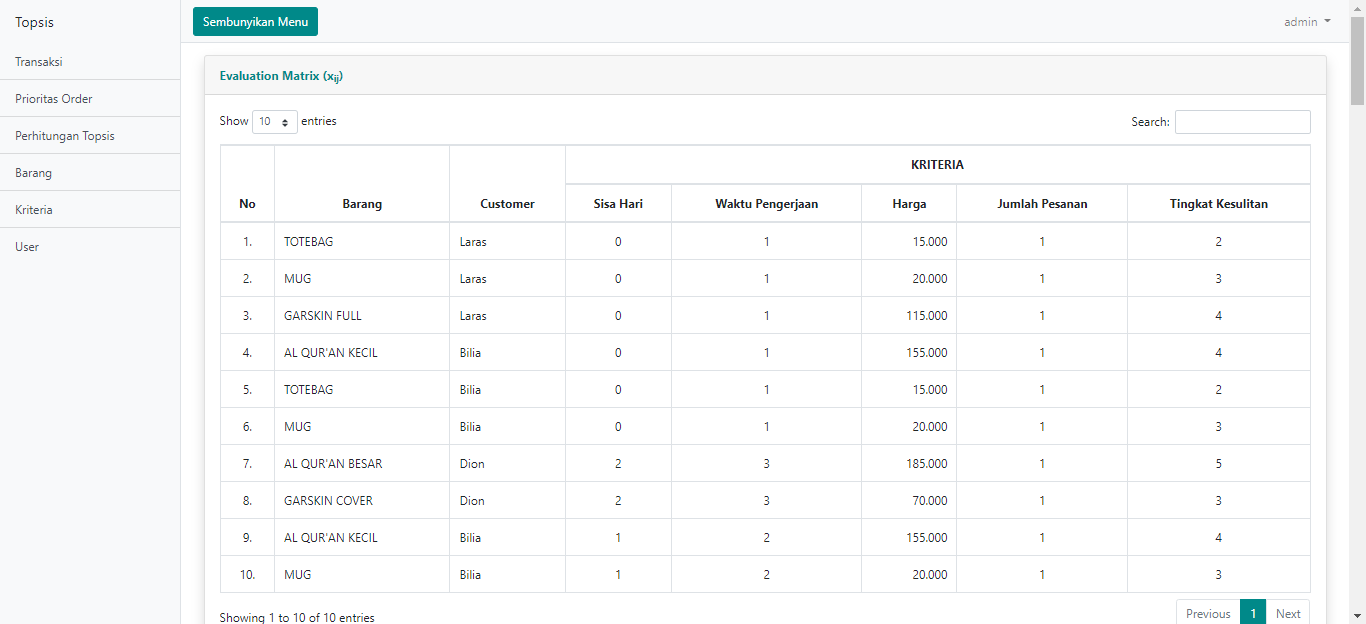 Topsis
Sembunyikan Menu
admin
Transaksi
Prioritas Order
Perhitungan Topsis
Barang
Kriteria
User
Evaluation Matrix (xij)
Show 10 entries
Search:
KRITERIA
No Barang Customer Sisa Hari Waktu Pengerjaan Harga Jumlah Pesanan Tingkat Kesulitan
1. TOTEBAG Laras 0 1 15.000 1 2
2. MUG Laras 0 1 20.000 1 3
3. GARSKIN FULL Laras 0 1 115.000 1 4
4. AL QUR'AN KECIL Bilia 0 1 155.000 1 4
5. TOTEBAG Bilia 0 1 15.000 1 2
6. MUG Bilia 0 1 20.000 1 3
7. AL QUR'AN BESAR Dion 2 3 185.000 1 5
8. GARSKIN COVER Dion 2 3 70.000 1 3
9. AL QUR'AN KECIL Bilia 1 2 155.000 1 4
10. MUG Bilia 1 2 20.000 1 3
Showing 1 to 10 of 10 entries
Previous 1 Next